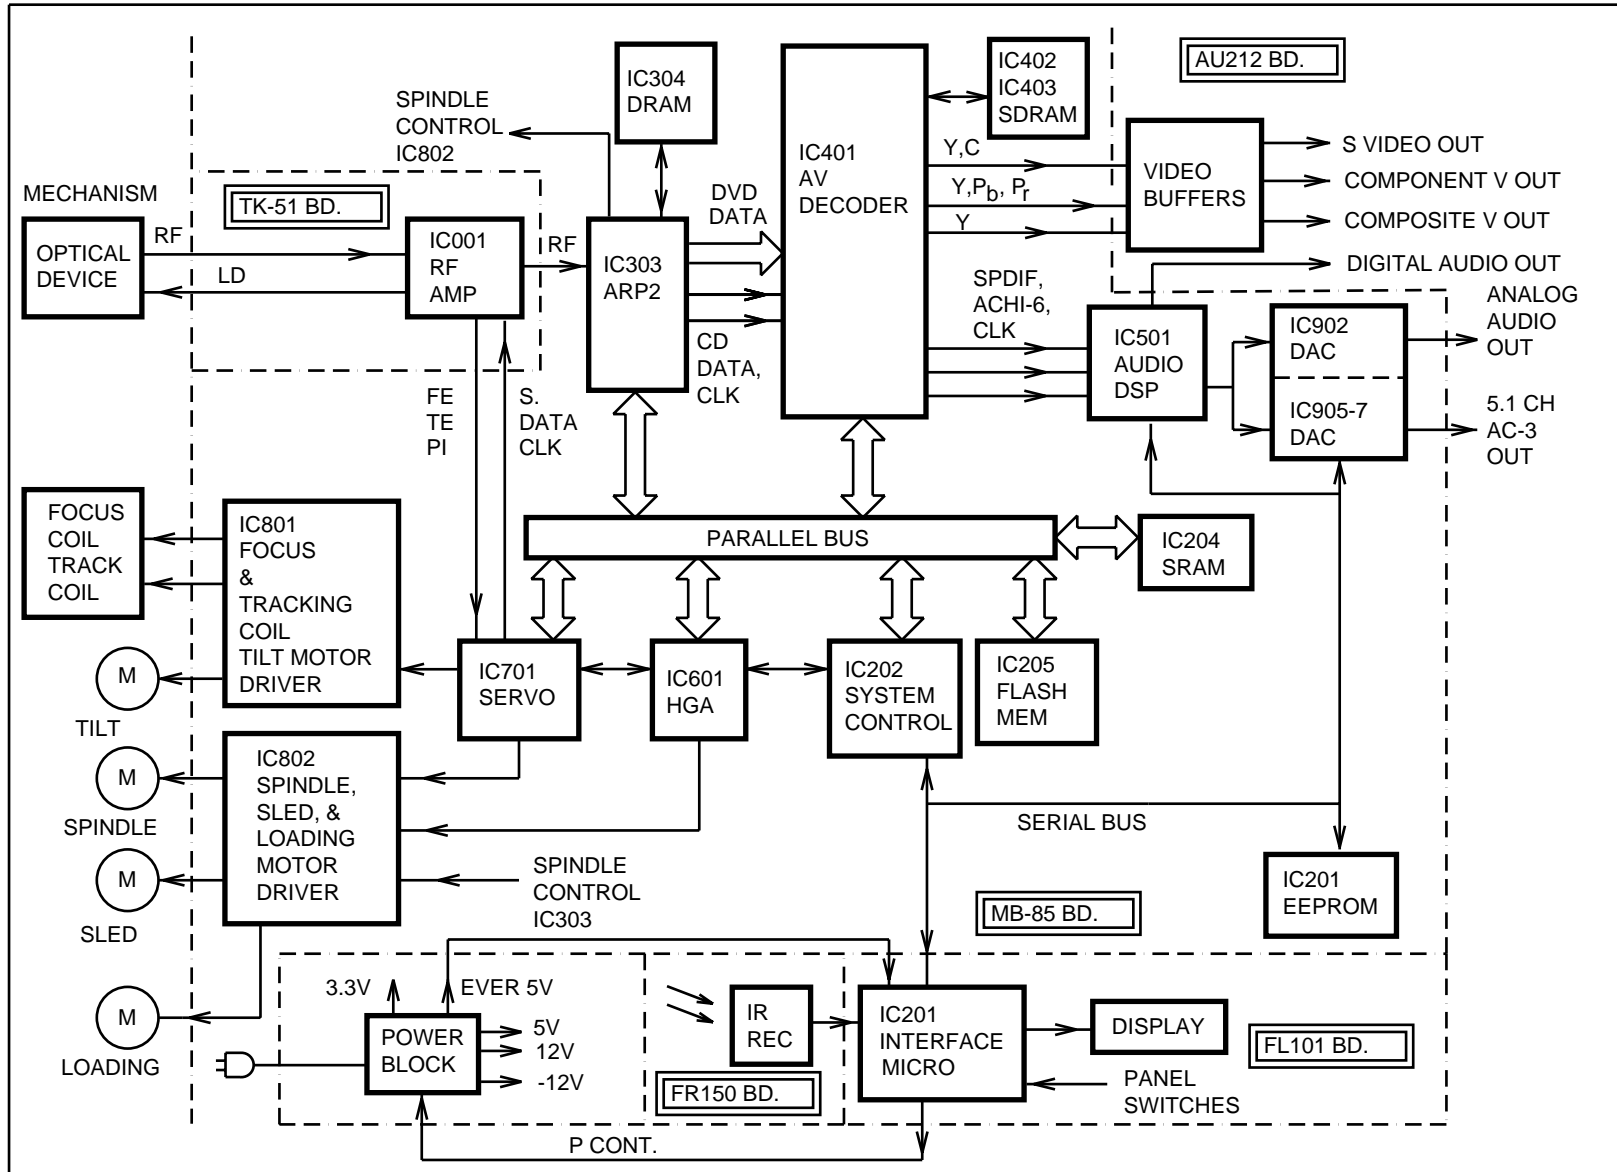 AU212 BD.
IC402
IC403
SDRAM
IC304
DRAM
SPINDLE
CONTROL
IC802
IC401
AV
DECODER
Y,C
Y,Pb, Pr
Y
VIDEO
BUFFERS
S VIDEO OUT
COMPONENT V OUT
COMPOSITE V OUT
DIGITAL AUDIO OUT
MECHANISM
TK-51 BD.
OPTICAL
DEVICE
RF
LD
IC001
RF
AMP
RF
IC303
ARP2
DVD
DATA
CD
DATA,
CLK
SPDIF,
ACHI-6,
CLK
IC501
AUDIO
DSP
IC902
DAC
IC905-7
DAC
ANALOG
AUDIO
OUT
5.1 CH
AC-3
OUT
FE
TE
PI
S.
DATA
CLK
FOCUS
COIL
TRACK
COIL
IC801
FOCUS
&
TRACKING
COIL
TILT MOTOR
DRIVER
PARALLEL BUS
IC204
SRAM
M
TILT
IC701
SERVO
IC601
HGA
IC202
SYSTEM
CONTROL
IC205
FLASH
MEM
M
SPINDLE
IC802
SPINDLE,
SLED, &
LOADING
MOTOR
DRIVER
M
SLED
SPINDLE
CONTROL
IC303
SERIAL BUS
MB-85 BD.
IC201
EEPROM
M
LOADING
3.3V
EVER 5V
POWER
BLOCK
5V
12V
-12V
IR
REC
FR150 BD.
IC201
INTERFACE
MICRO
DISPLAY
FL101 BD.
PANEL
SWITCHES
P CONT.